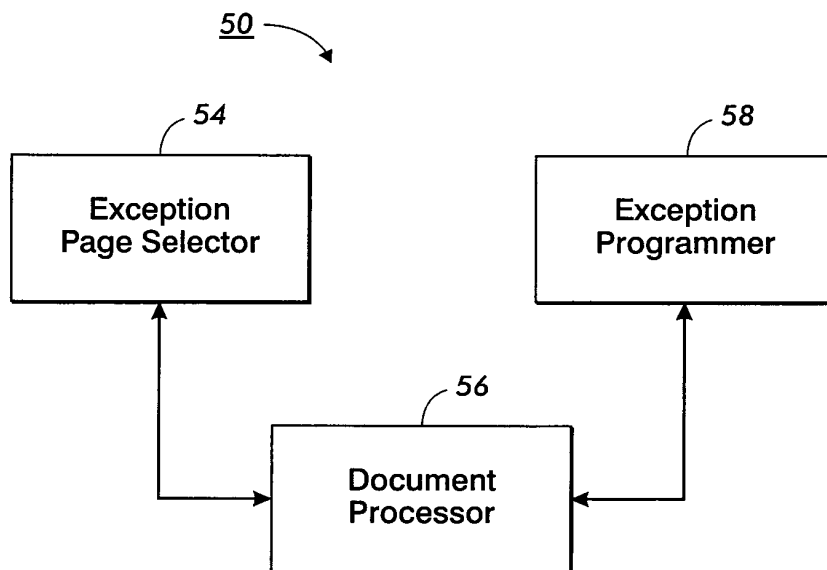 50
54
58
Exception
Page Selector
Exception
Programmer
56
Document
Processor